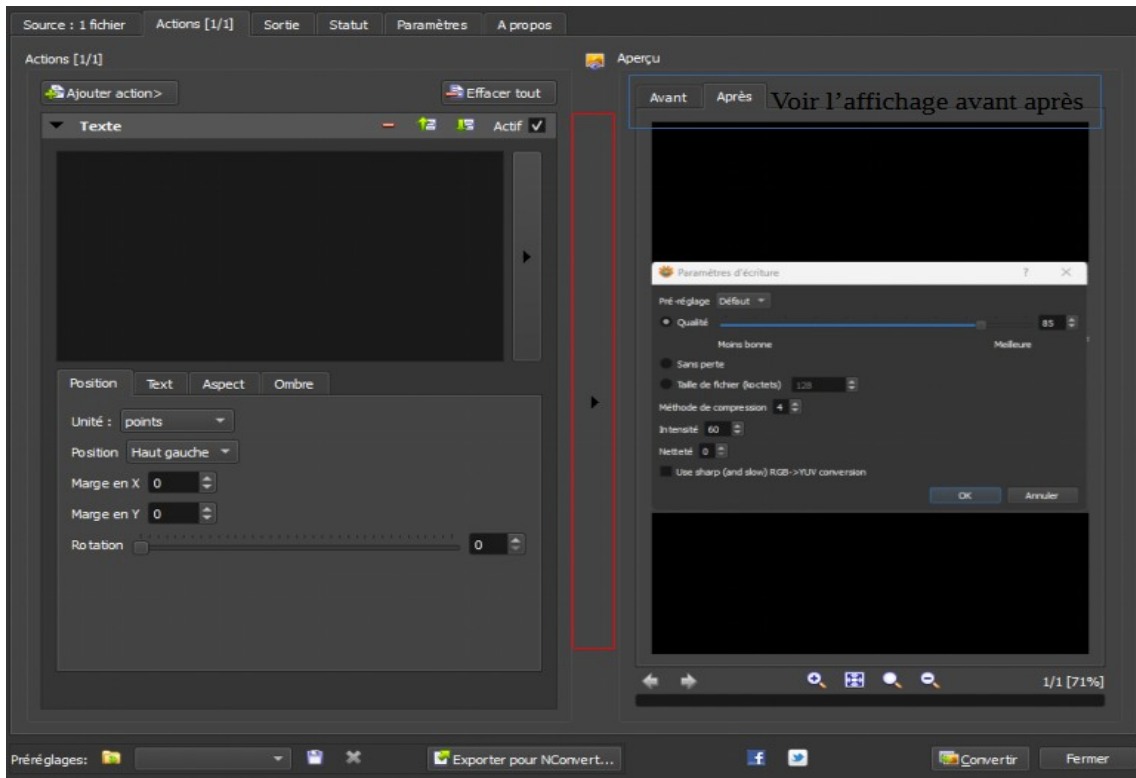 Source : 1 fichier
Actions [1/1]
Sortie
Statut
Paramètres
A propos
Actions [1/1]
Aperçu
Ajouter action>
Effacer tout
Avant
Après
Voir l'affichage avant après
Texte
Actif
Paramètres d'écriture
?
Pré-réglage Défaut
Qualité
85
Moins bonne
Meilleure
Sans perte
Taille de fichier (koctets) 128
Méthode de compression 4
Intensité 60
Netteté 0
Use sharp (and slow) RGB->YUV conversion
OK
Annuler
Position
Text
Aspect
Ombre
Unité : points
Position Haut gauche
Marge en X 0
Marge en Y 0
Rotation
0
1/1 [71%]
Préréglages:
Exporter pour NConvert...
f
Convertir
Fermer